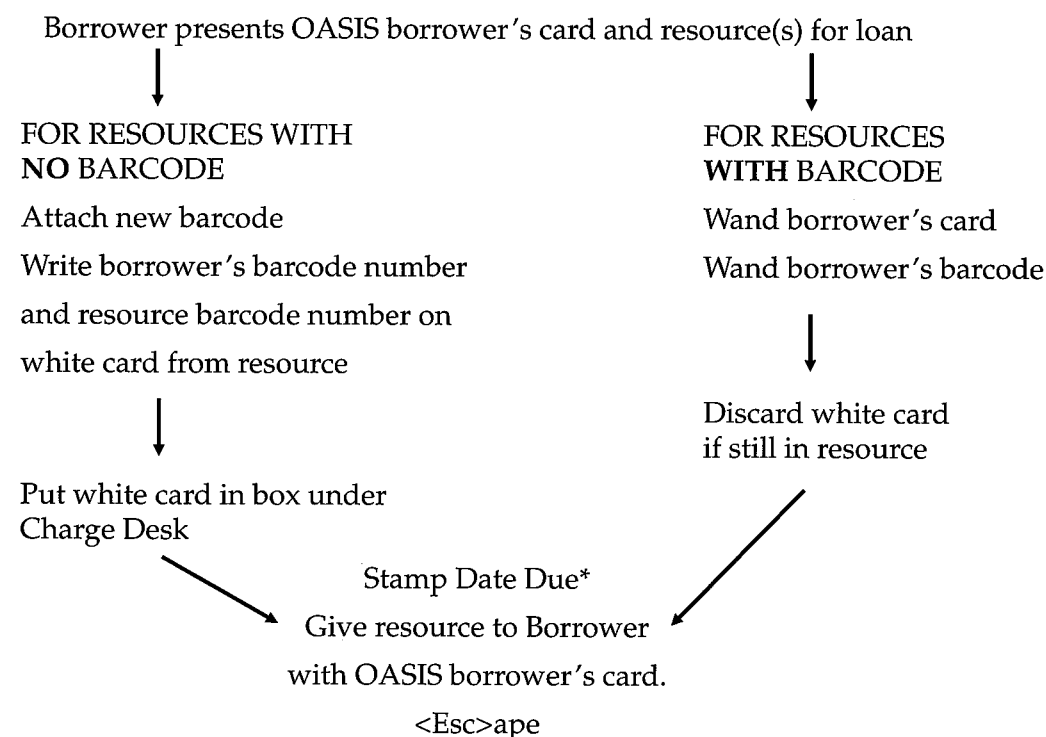 Borrower presents OASIS borrower's card and resource(s) for loan
FOR RESOURCES WITH
NO BARCODE
Attach new barcode
Write borrower's barcode number
and resource barcode number on
white card from resource
Put white card in box under
Charge Desk
FOR RESOURCES
WITH BARCODE
Wand borrower's card
Wand borrower's barcode
Discard white card
if still in resource
Stamp Date Due*
Give resource to Borrower
with OASIS borrower's card.
<Esc>ape